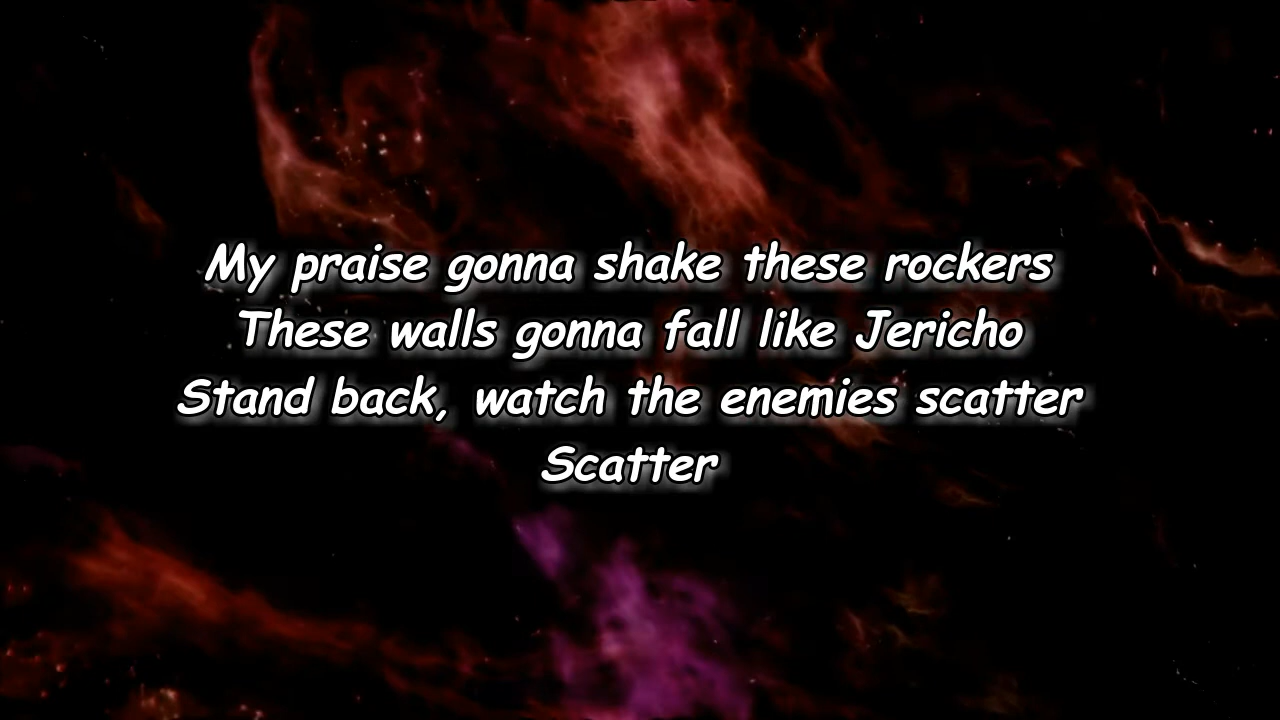 My praise gonna shake these rockers
These walls gonna fall like Jericho
Stand back, watch the enemies scatter
Scatter